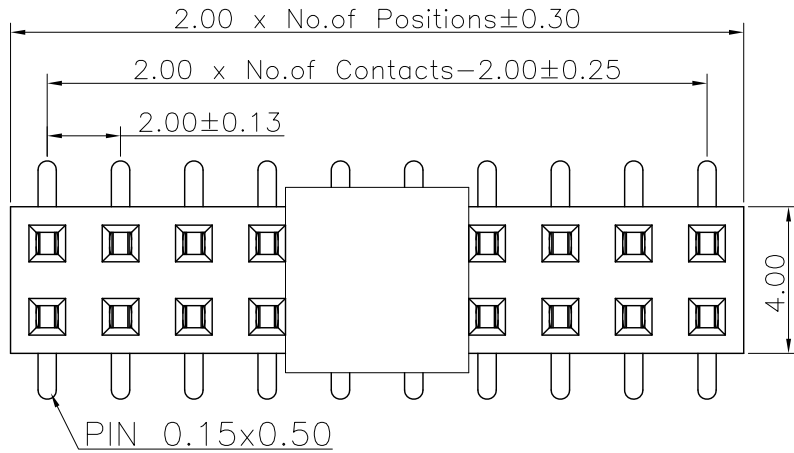 2.00 x No.of Positions±0.30
2.00 x No.of Contacts-2.00±0.25
2.00±0.13
4.00
PIN 0.15x0.50